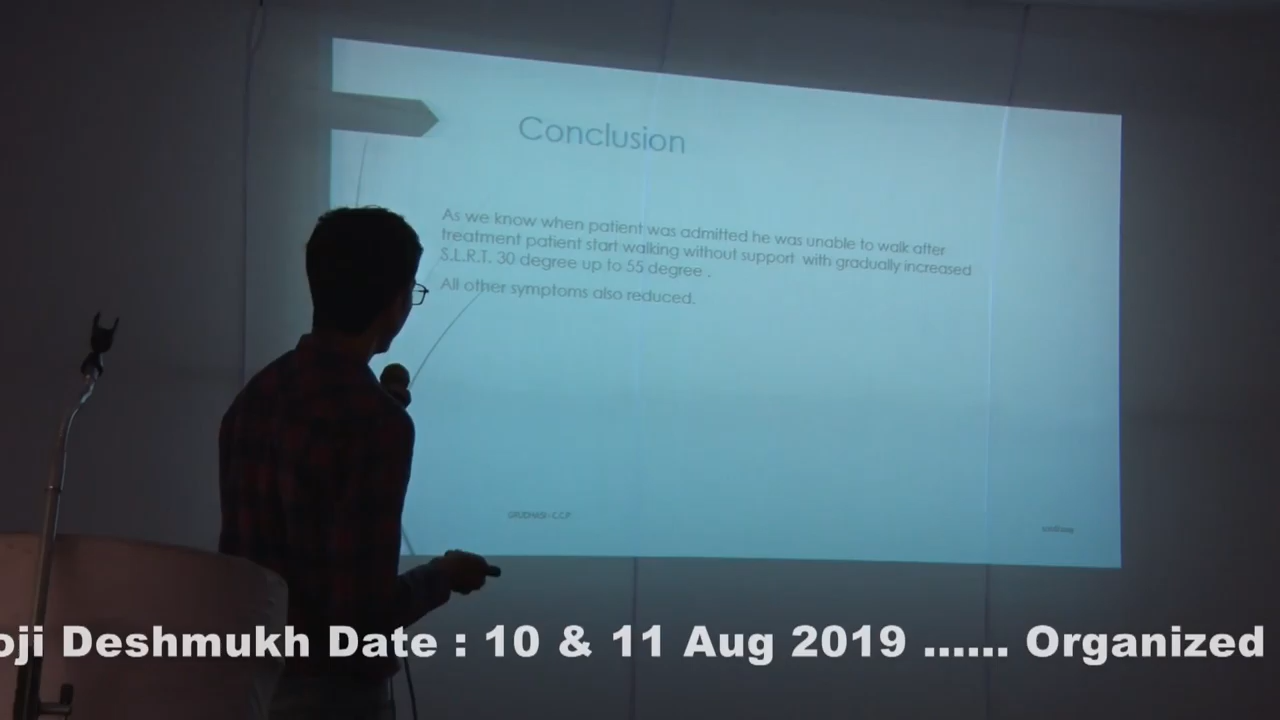 Conclusion
As we know when patient was admitted he was unable to walk after
treatment patient start walking without support with gradually increased
S.L.R.T. 30 degree up to 55 degree .
All other symptoms also reduced.
oji Deshmukh Date : 10 & 11 Aug 2019 ...... Organized